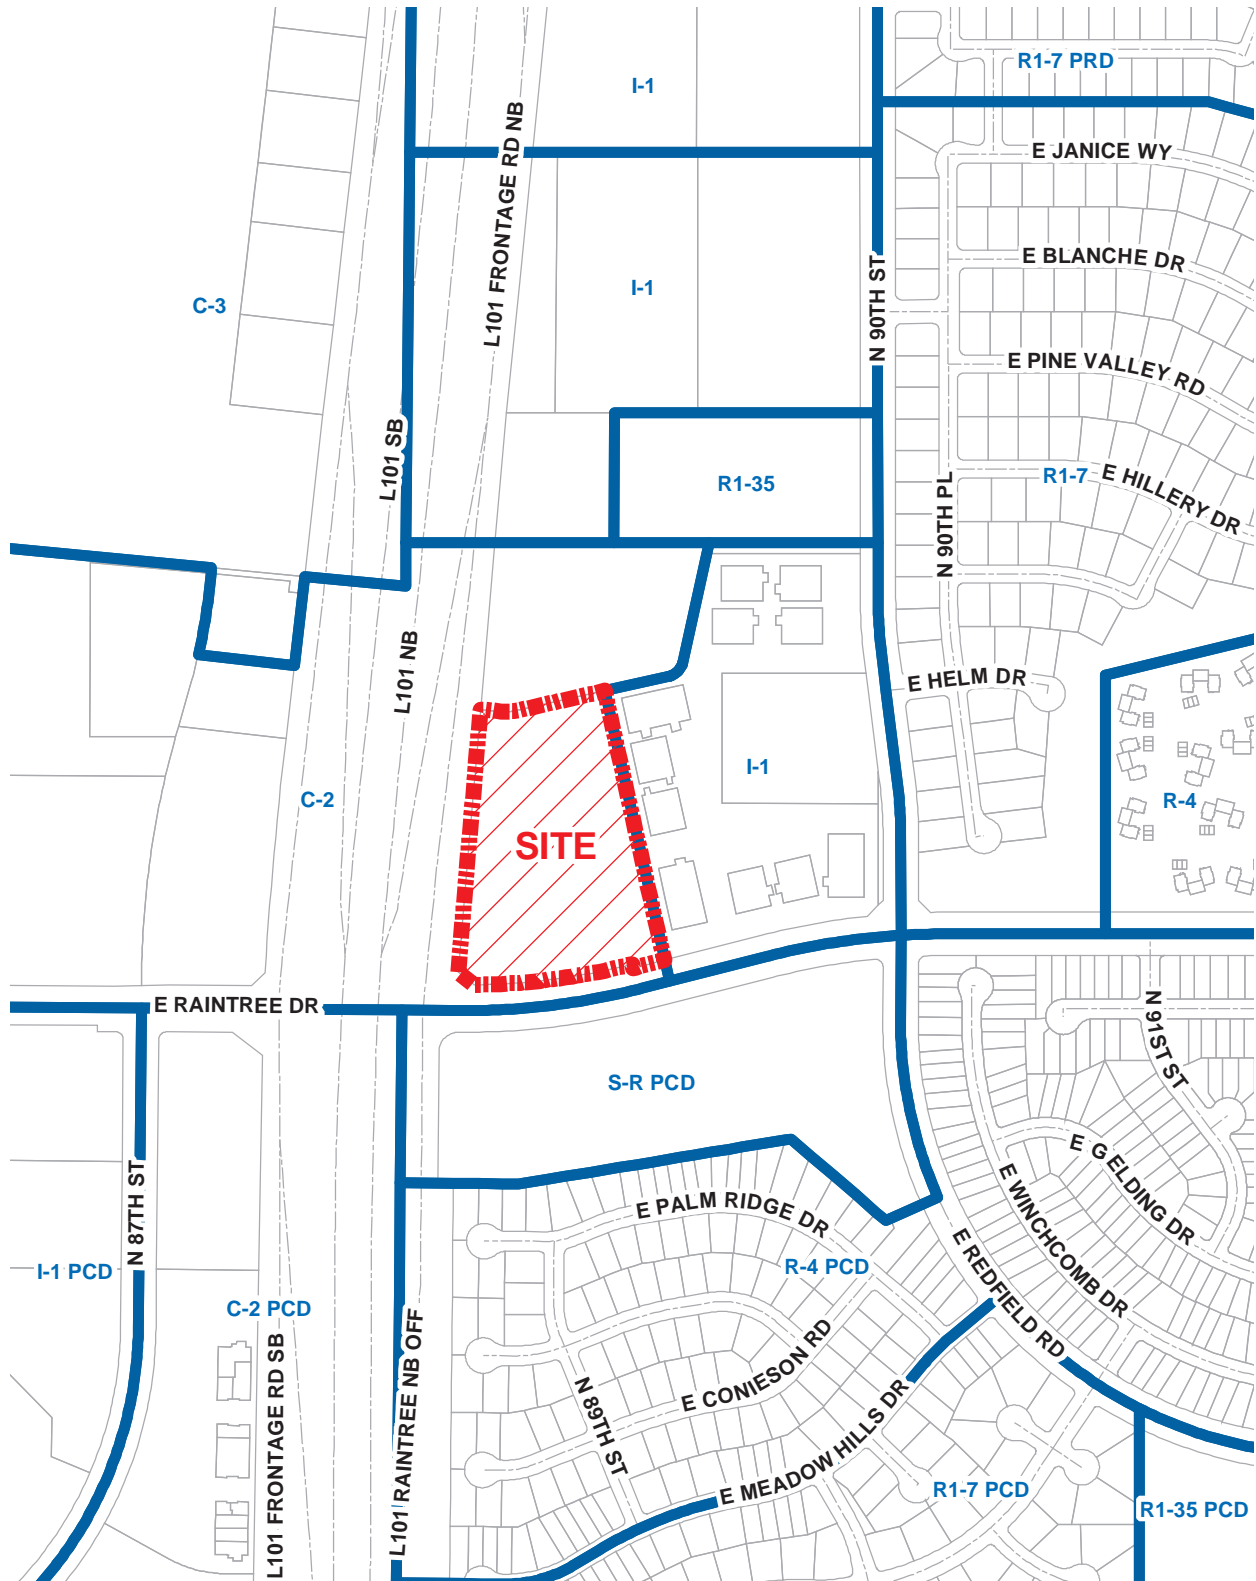 R1-7 PRD
I-1
E JANICE WY
L101 FRONTAGE RD NB
E BLANCHE DR
I-1
C-3
N 90TH ST
E PINE VALLEY RD
L101 SB
R1-35
R1-7
E HILLERY DR
N 90TH PL
L101 NB
E HELM DR
I-1
C-2
R-4
SITE
E RAINTREE DR
N 91ST ST
S-R PCD
E GELDING DR
N 87TH ST
E PALM RIDGE DR
E WINCHCOMB DR
I-1 PCD
R-4 PCD
E REDFIELD RD
C-2 PCD
L101 FRONTAGE RD SB
L101 RAINTREE NB OFF
E CONIESON RD
N 89TH ST
E MEADOW HILLS DR
R1-7 PCD
R1-35 PCD